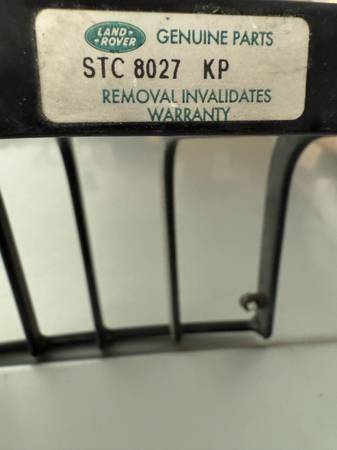 LAND-
ROVER
GENUINE PARTS
STC 8027 KP
REMOVAL INVALIDATES
WARRANTY